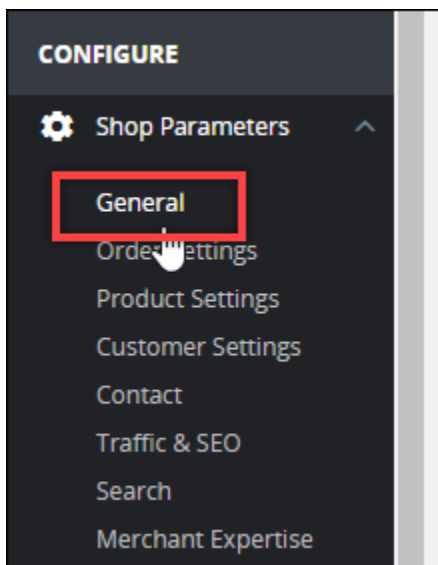 CONFIGURE
Shop Parameters
General
Order Settings
Product Settings
Customer Settings
Contact
Traffic & SEO
Search
Merchant Expertise